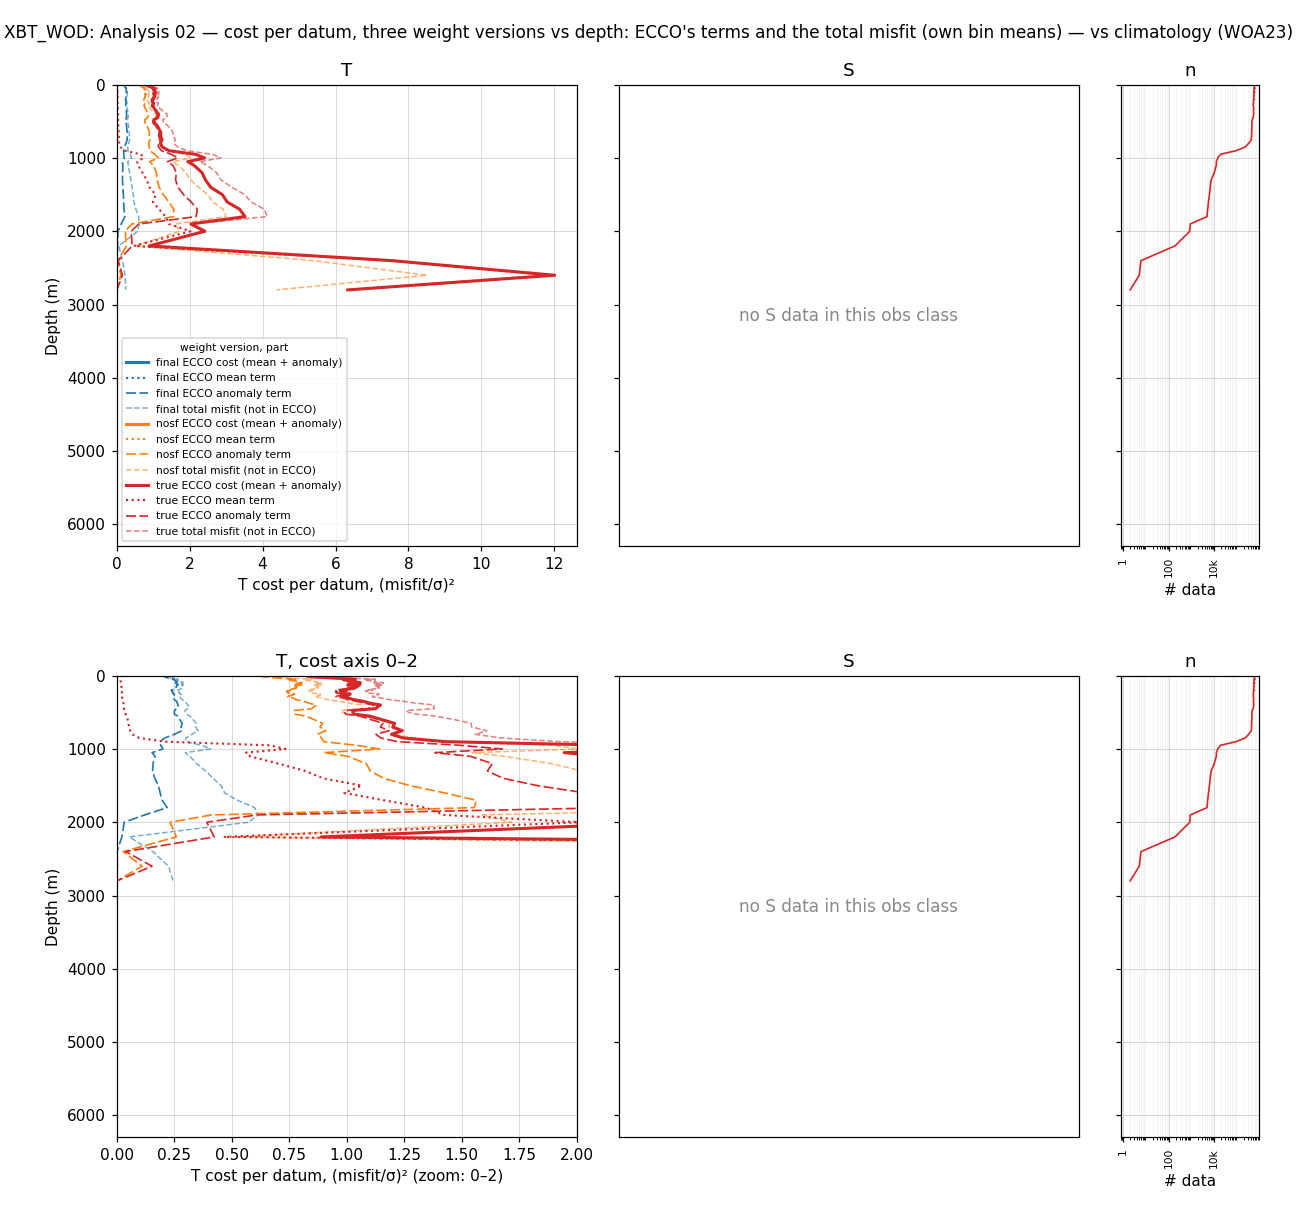 XBT_WOD: Analysis 02 — cost per datum, three weight versions vs depth: ECCO's terms and the total misfit (own bin means) — vs climatology (WOA23)
T
S
n
0
1000
2000
3000
4000
5000
6000
Depth (m)
no S data in this obs class
weight version, part
final ECCO cost (mean + anomaly)
final ECCO mean term
final ECCO anomaly term
final total misfit (not in ECCO)
nosf ECCO cost (mean + anomaly)
nosf ECCO mean term
nosf ECCO anomaly term
nosf total misfit (not in ECCO)
true ECCO cost (mean + anomaly)
true ECCO mean term
true ECCO anomaly term
true total misfit (not in ECCO)
0 2 4 6 8 10 12
T cost per datum, (misfit/σ)²
1 100 10k
# data
T, cost axis 0–2
S
n
0
1000
2000
3000
4000
5000
6000
Depth (m)
no S data in this obs class
0.00 0.25 0.50 0.75 1.00 1.25 1.50 1.75 2.00
T cost per datum, (misfit/σ)² (zoom: 0–2)
1 100 10k
# data